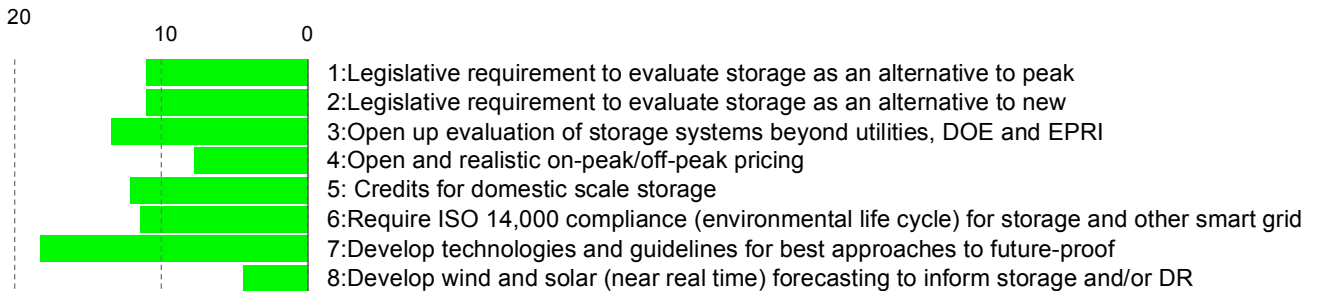 20
10 0
1:Legislative requirement to evaluate storage as an alternative to peak
2:Legislative requirement to evaluate storage as an alternative to new
3:Open up evaluation of storage systems beyond utilities, DOE and EPRI
4:Open and realistic on-peak/off-peak pricing
5: Credits for domestic scale storage
6:Require ISO 14,000 compliance (environmental life cycle) for storage and other smart grid
7:Develop technologies and guidelines for best approaches to future-proof
8:Develop wind and solar (near real time) forecasting to inform storage and/or DR